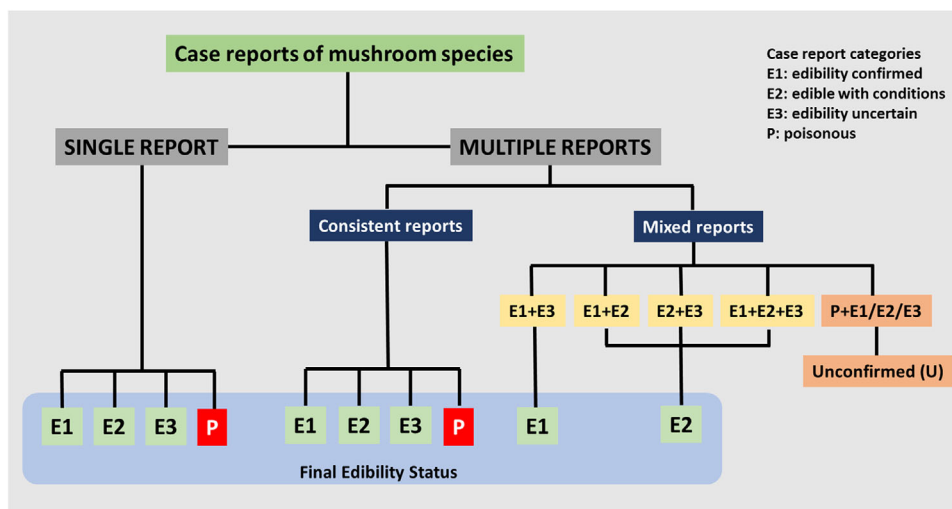 Case reports of mushroom species
Case report categories
E1: edibility confirmed
E2: edible with conditions
E3: edibility uncertain
P: poisonous
SINGLE REPORT
MULTIPLE REPORTS
Consistent reports
Mixed reports
E1+E3
E1+E2
E2+E3
E1+E2+E3
P+E1/E2/E3
Unconfirmed (U)
E1
E2
E3
P
E1
E2
E3
P
E1
E2
Final Edibility Status